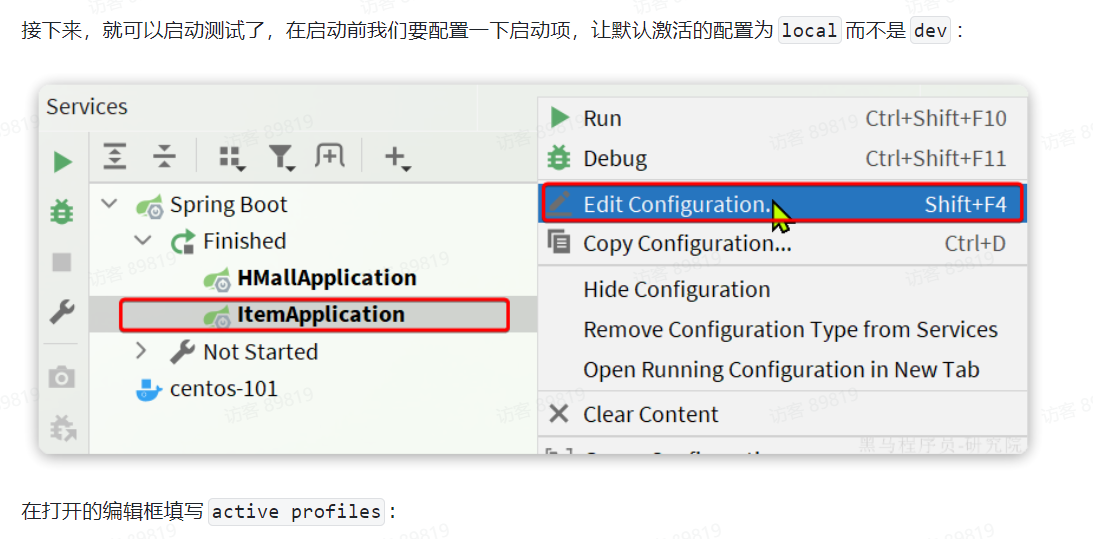 接下来，就可以启动测试了，在启动前我们要配置一下启动项，让默认激活的配置为 local 而不是 dev ：
Services
Spring Boot
Finished
HMallApplication
ItemApplication
Not Started
centos-101
Run Ctrl+Shift+F10
Debug Ctrl+Shift+F11
Edit Configuration... Shift+F4
Copy Configuration... Ctrl+D
Hide Configuration
Remove Configuration Type from Services
Open Running Configuration in New Tab
Clear Content
黑马程序员-研究院
在打开的编辑框填写 active profiles ：
访客 89819